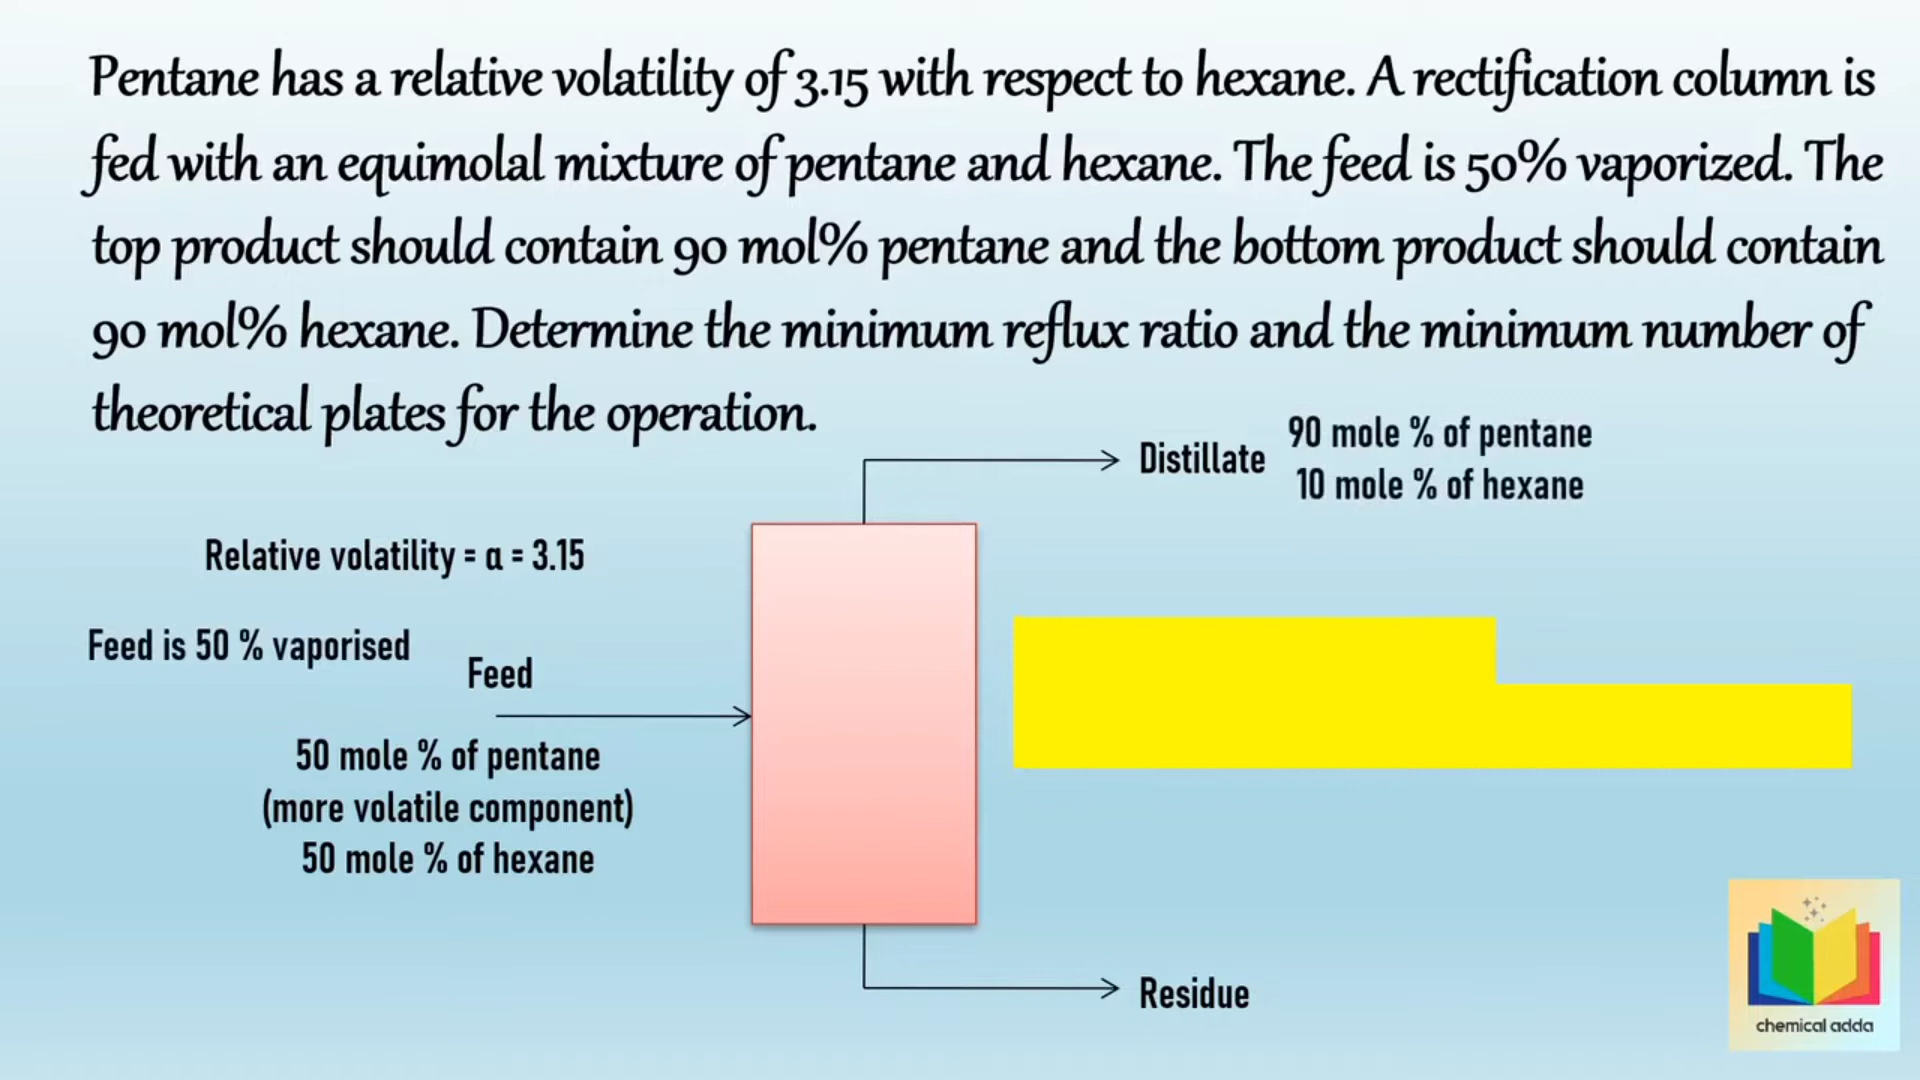 Pentane has a relative volatility of 3.15 with respect to hexane. A rectification column is
fed with an equimolal mixture of pentane and hexane. The feed is 50% vaporized. The
top product should contain 90 mol% pentane and the bottom product should contain
90 mol% hexane. Determine the minimum reflux ratio and the minimum number of
theoretical plates for the operation.
Distillate
90 mole % of pentane
10 mole % of hexane
Relative volatility = α = 3.15
Feed is 50 % vaporised
Feed
50 mole % of pentane
(more volatile component)
50 mole % of hexane
Residue
chemical adda